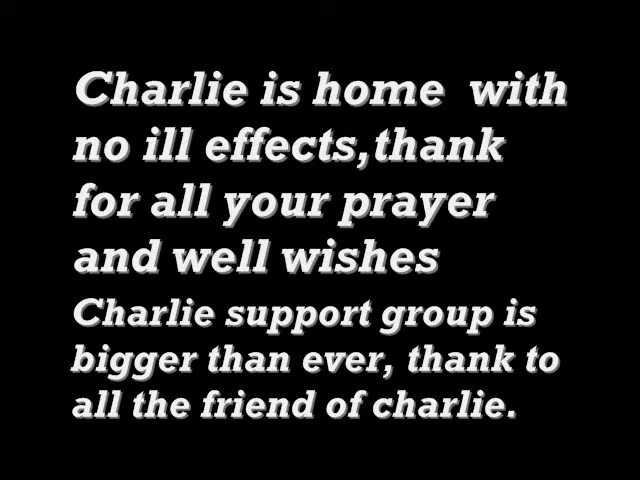 Charlie is home  with
no ill effects,thank
for all your prayer
and well wishes
Charlie support group is
bigger than ever, thank to
all the friend of charlie.